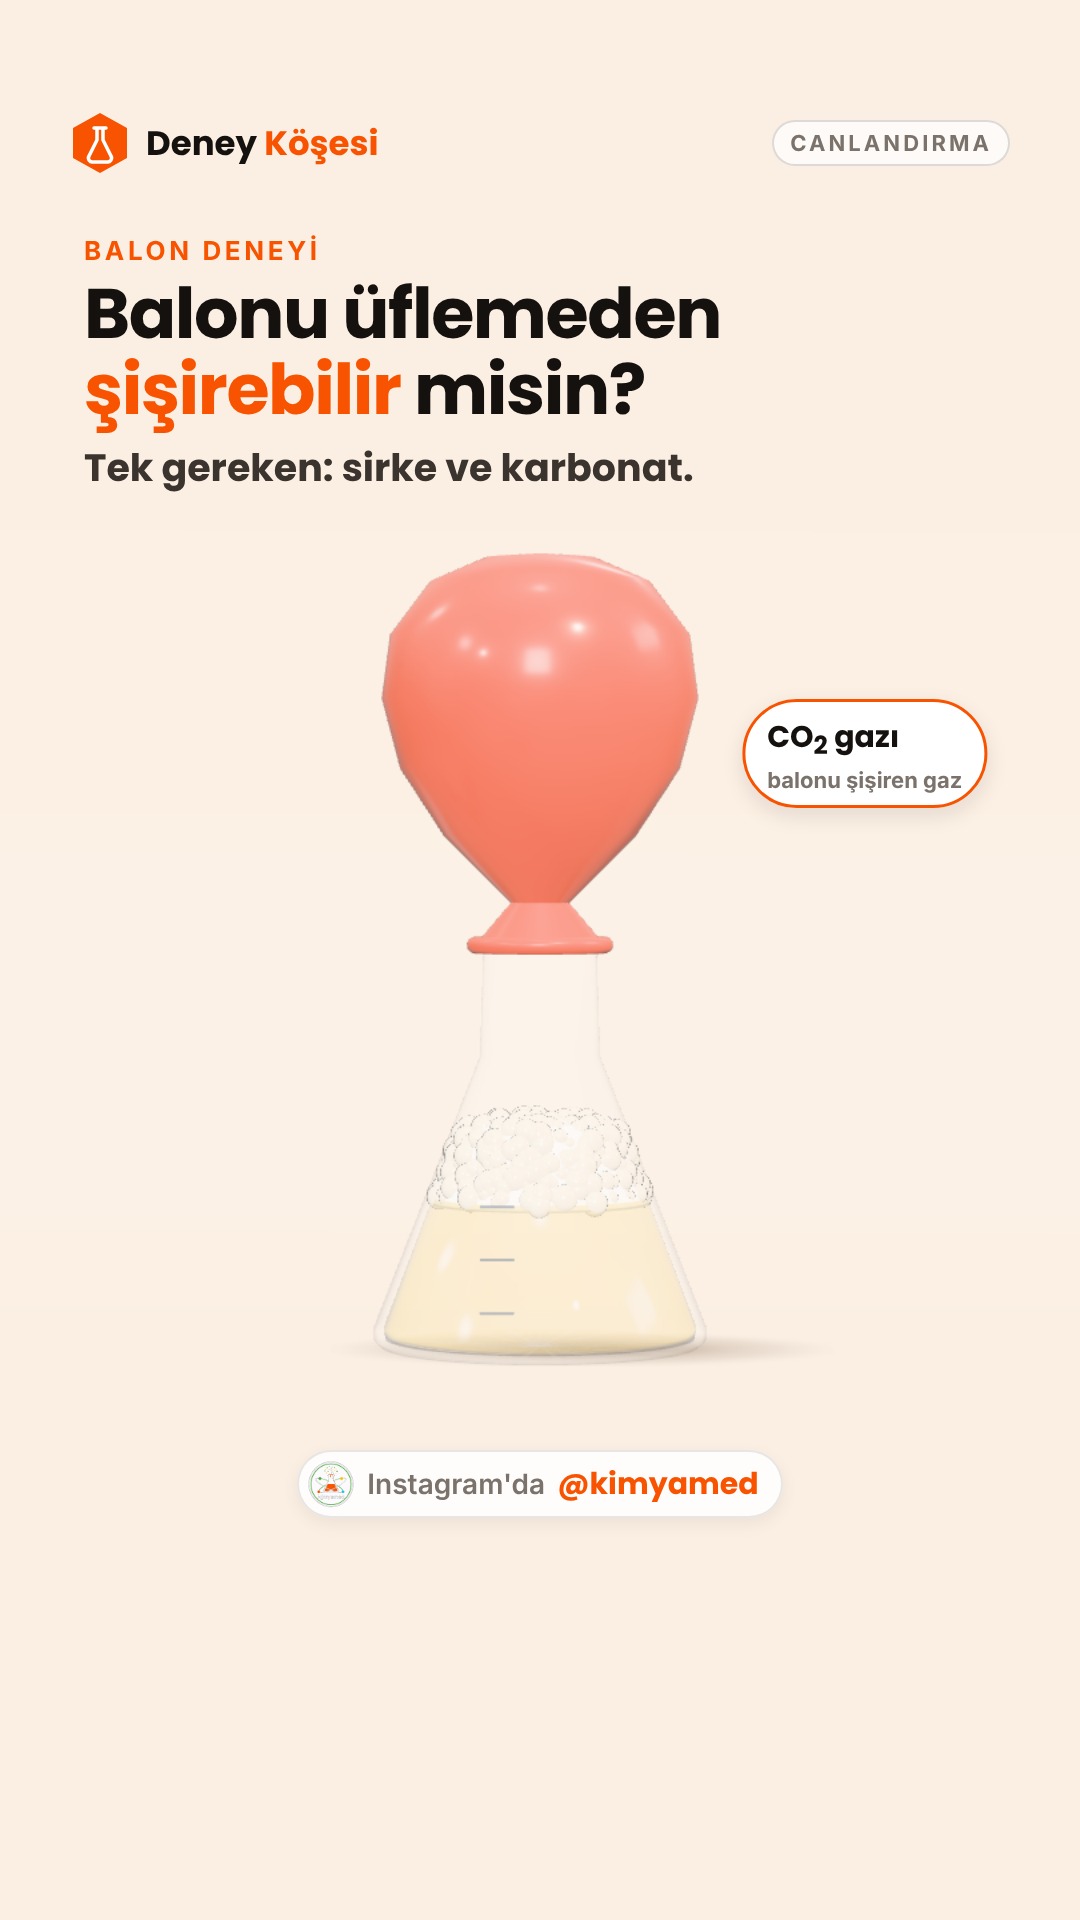 Deney Köşesi
CANLANDIRMA
BALON DENEYİ
Balonu üflemeden
şişirebilir misin?
Tek gereken: sirke ve karbonat.
CO₂ gazı
balonu şişiren gaz
Instagram'da @kimyamed